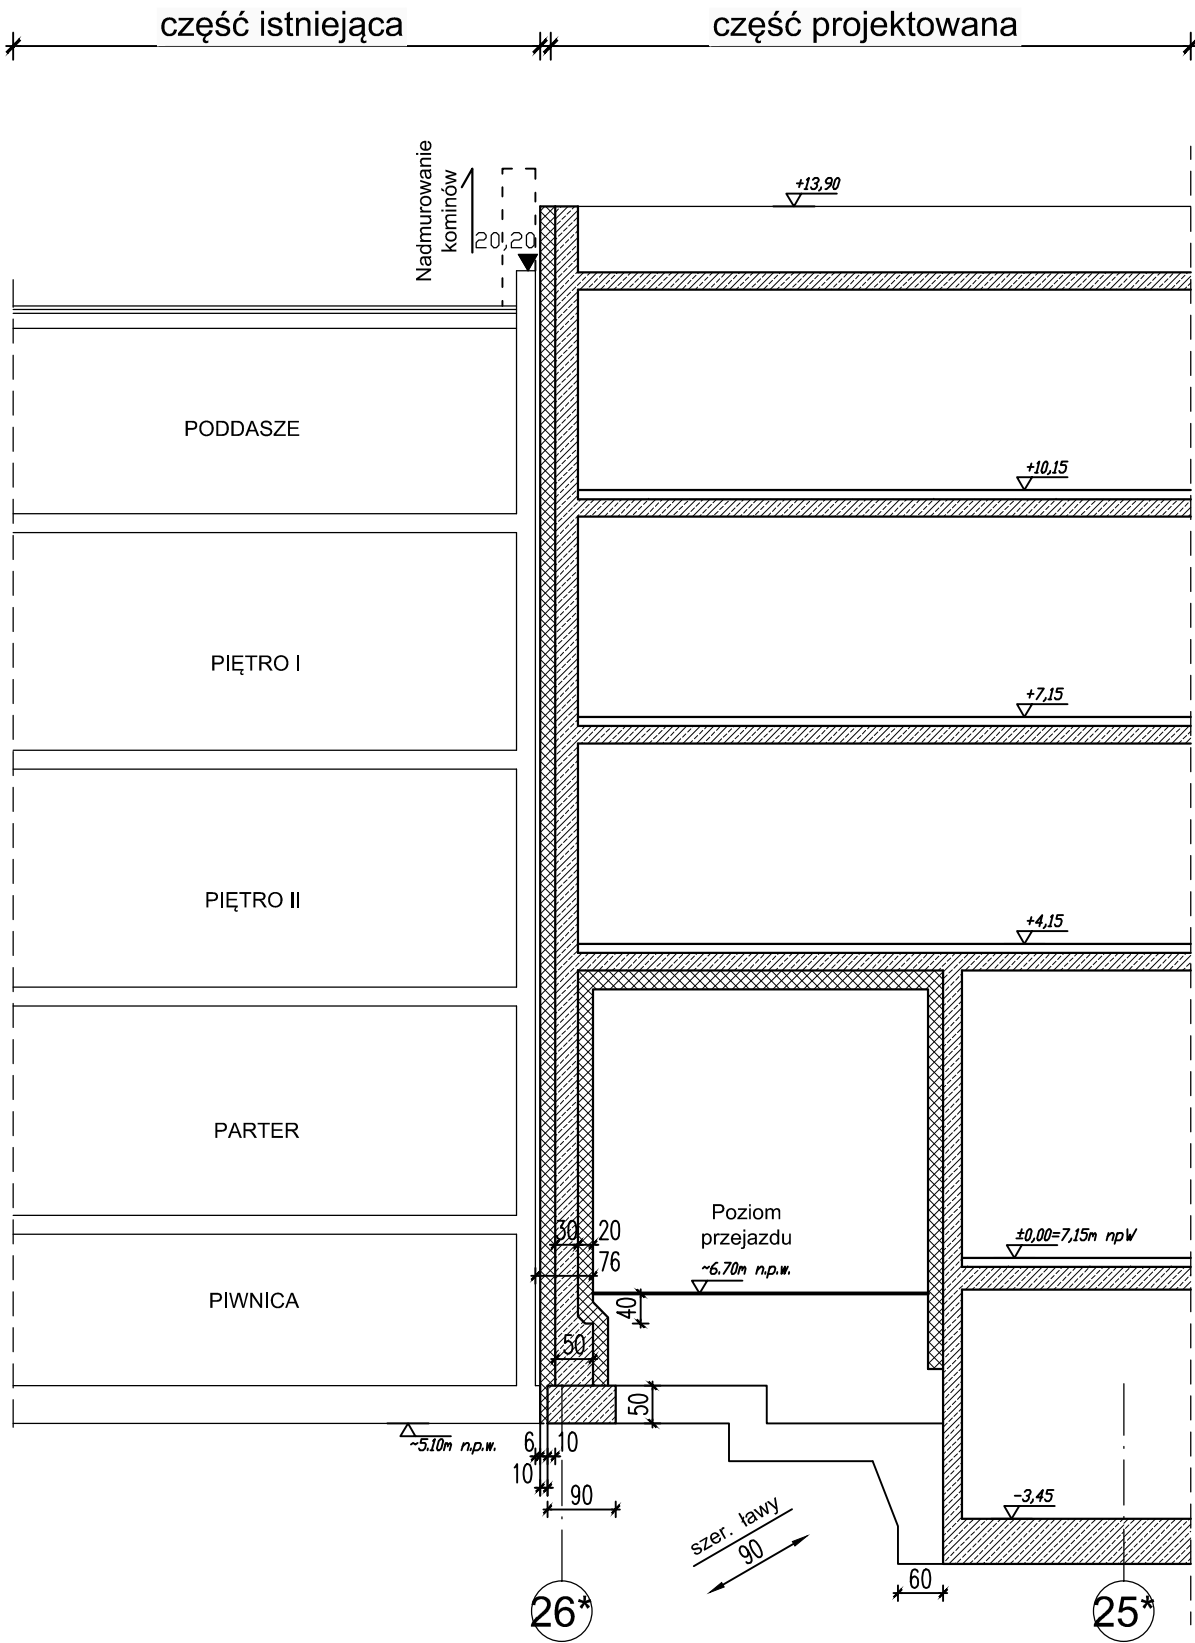 część istniejąca
część projektowana
Nadmurowanie
kominów
20,20
+13,90
PODDASZE
+10,15
PIĘTRO I
+7,15
PIĘTRO II
+4,15
PARTER
Poziom
przejazdu
~6.70m n.p.w.
±0,00=7,15m npW
30
20
76
PIWNICA
40
50
50
~5.10m n.p.w.
6
10
10
90
szer. ławy
90
-3,45
60
26*
25*